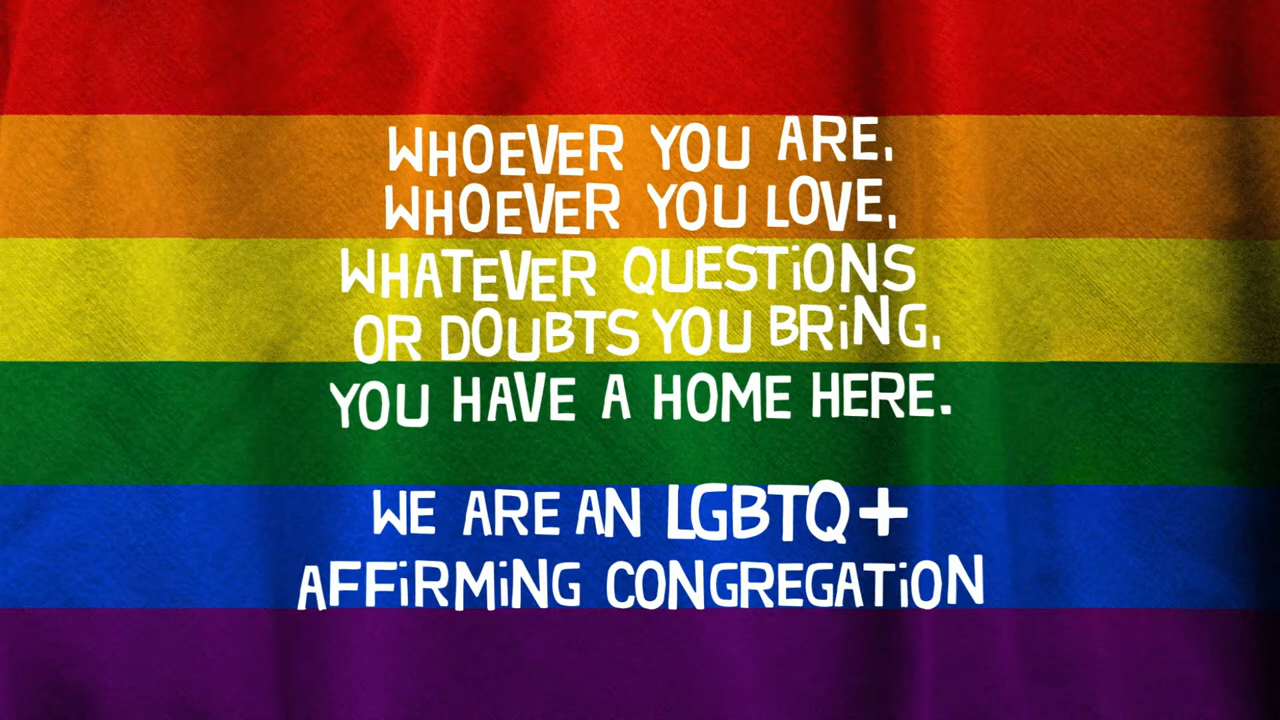 WHOEVER YOU ARE,
WHOEVER YOU LOVE,
WHATEVER QUESTiONS
OR DOUBTS YOU BRiNG,
YOU HAVE A HOME HERE.
WE ARE AN LGBTQ+
AFFiRMiNG CONGREGATiON